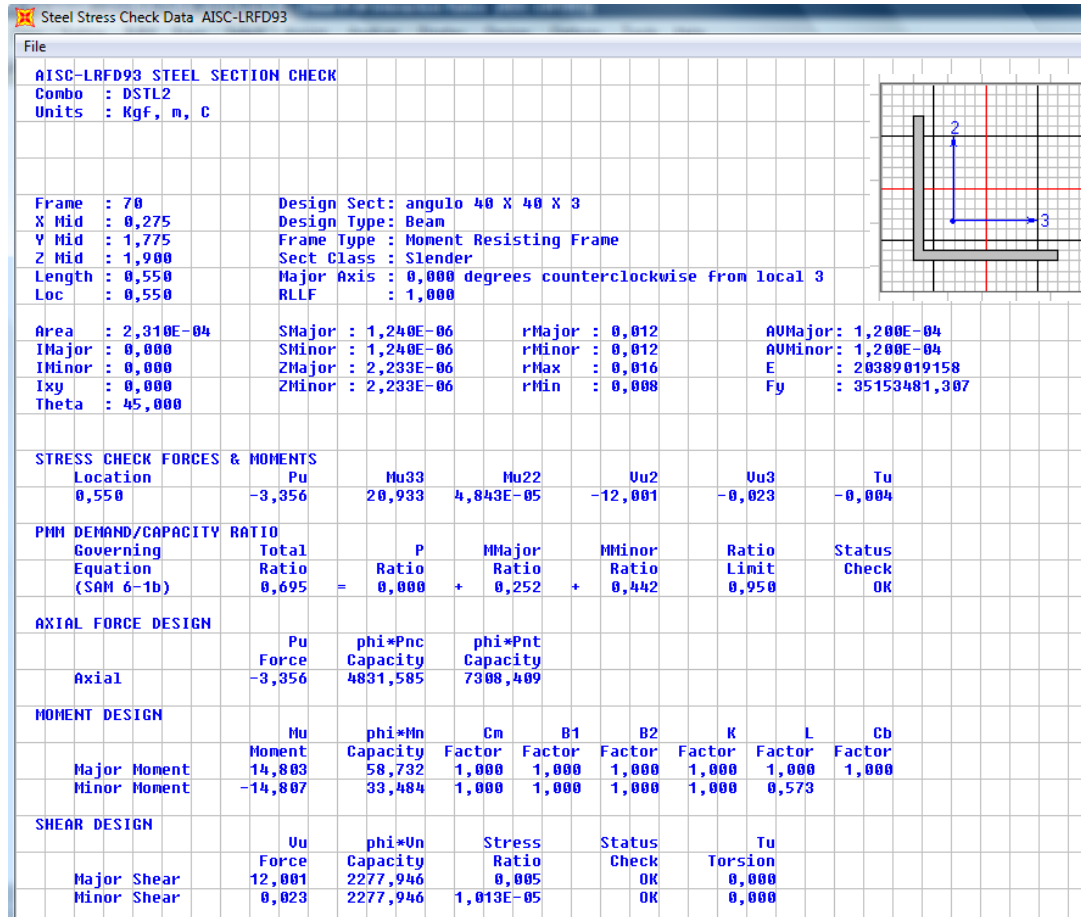 Steel Stress Check Data AISC-LRFD93
File
AISC-LRFD93 STEEL SECTION CHECK
Combo : DSTL2
Units : Kgf, m, C
2
3
Frame : 70 Design Sect: angulo 40 X 40 X 3
X Mid : 0,275 Design Type: Beam
Y Mid : 1,775 Frame Type : Moment Resisting Frame
Z Mid : 1,900 Sect Class : Slender
Length : 0,550 Major Axis : 0,000 degrees counterclockwise from local 3
Loc : 0,550 RLLF : 1,000
Area : 2,310E-04 SMajor : 1,240E-06 rMajor : 0,012 AVMajor: 1,200E-04
IMajor : 0,000 SMinor : 1,240E-06 rMinor : 0,012 AVMinor: 1,200E-04
IMinor : 0,000 ZMajor : 2,233E-06 rMax : 0,016 E : 20389019158
Ixy : 0,000 ZMinor : 2,233E-06 rMin : 0,008 Fy : 35153481,307
Theta : 45,000
STRESS CHECK FORCES & MOMENTS
Location Pu Mu33 Mu22 Vu2 Vu3 Tu
0,550 -3,356 20,933 4,843E-05 -12,001 -0,023 -0,004
PMM DEMAND/CAPACITY RATIO
Governing Total P MMajor MMinor Ratio Status
Equation Ratio Ratio Ratio Ratio Limit Check
(SAM 6-1b) 0,695 = 0,000 + 0,252 + 0,442 0,950 OK
AXIAL FORCE DESIGN
Pu phi*Pnc phi*Pnt
Force Capacity Capacity
Axial -3,356 4831,585 7308,409
MOMENT DESIGN
Mu phi*Mn Cm B1 B2 K L Cb
Moment Capacity Factor Factor Factor Factor Factor Factor
Major Moment 14,803 58,732 1,000 1,000 1,000 1,000 1,000 1,000
Minor Moment -14,807 33,484 1,000 1,000 1,000 1,000 0,573
SHEAR DESIGN
Vu phi*Vn Stress Status Tu
Force Capacity Ratio Check Torsion
Major Shear 12,001 2277,946 0,005 OK 0,000
Minor Shear 0,023 2277,946 1,013E-05 OK 0,000